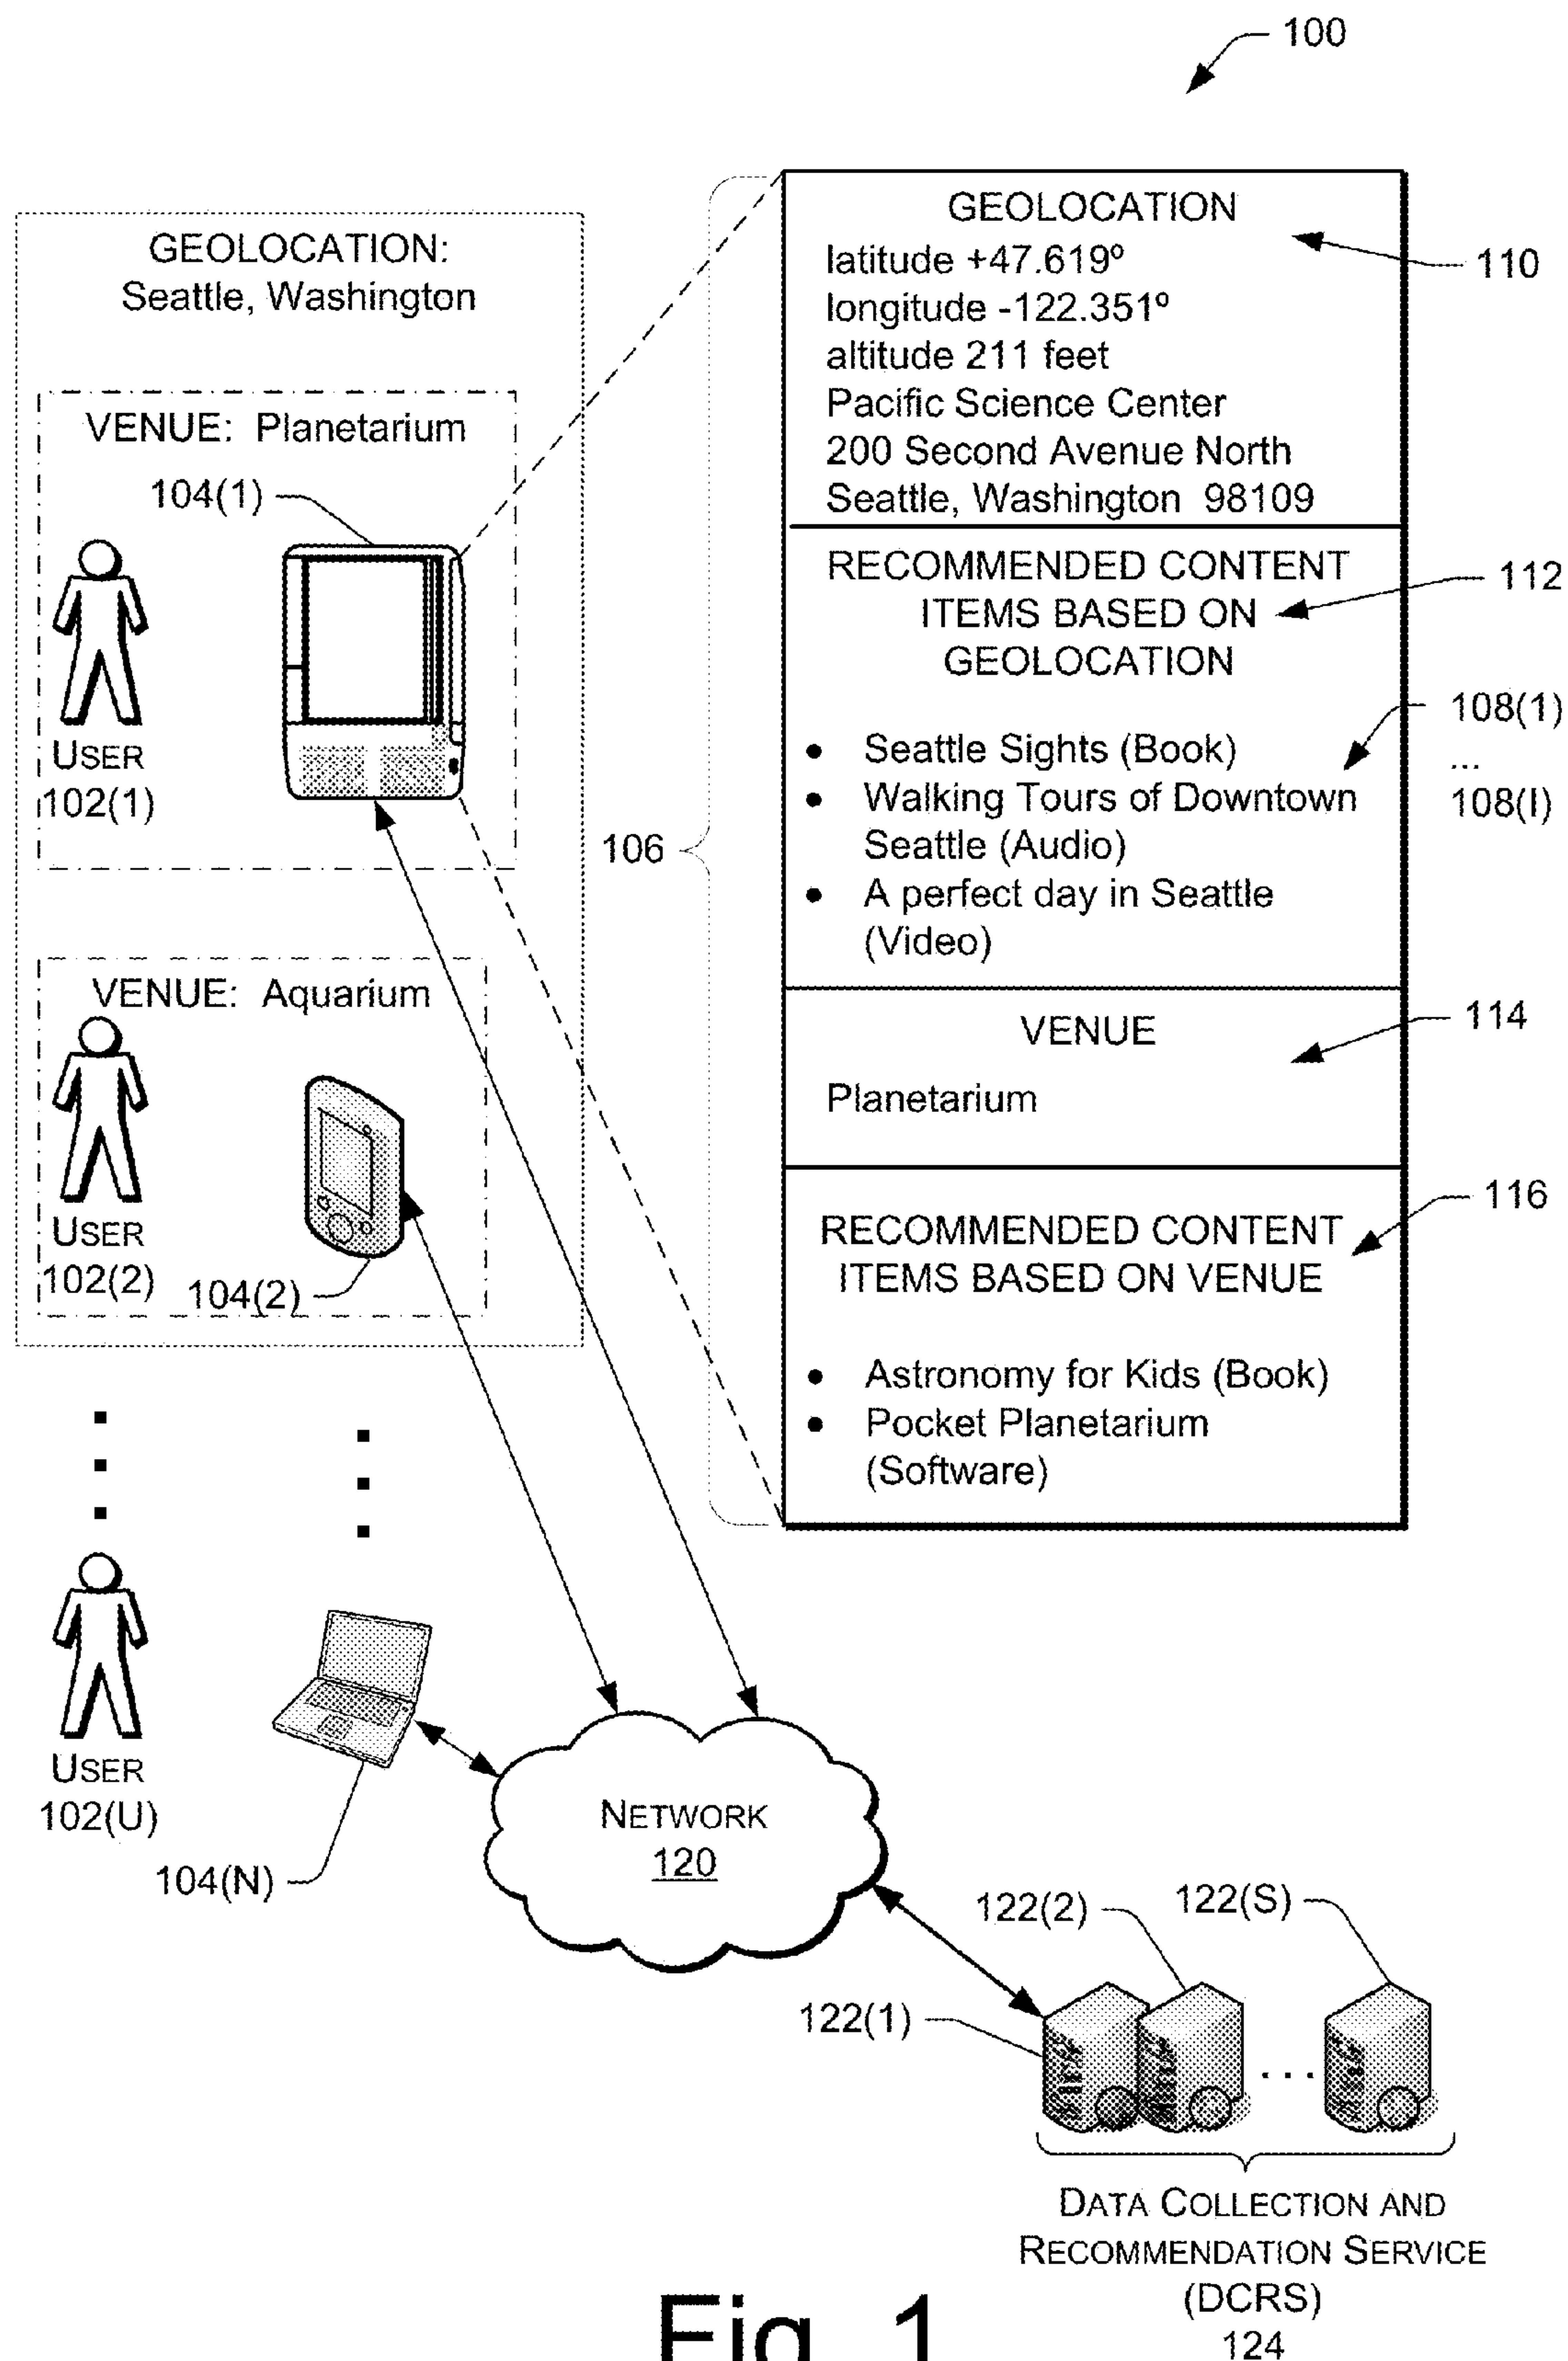 100
GEOLOCATION:
Seattle, Washington
VENUE: Planetarium
104(1)
USER
102(1)
VENUE: Aquarium
USER
102(2)
104(2)
USER
102(U)
104(N)
106
GEOLOCATION
latitude +47.619º
longitude -122.351º
altitude 211 feet
Pacific Science Center
200 Second Avenue North
Seattle, Washington 98109
110
RECOMMENDED CONTENT
ITEMS BASED ON
GEOLOCATION
112
• Seattle Sights (Book)
• Walking Tours of Downtown
Seattle (Audio)
• A perfect day in Seattle
(Video)
108(1)
...
108(I)
VENUE
Planetarium
114
RECOMMENDED CONTENT
ITEMS BASED ON VENUE
116
• Astronomy for Kids (Book)
• Pocket Planetarium
(Software)
NETWORK
120
122(1)
122(2)
122(S)
...
DATA COLLECTION AND
RECOMMENDATION SERVICE
(DCRS)
124
Fig. 1